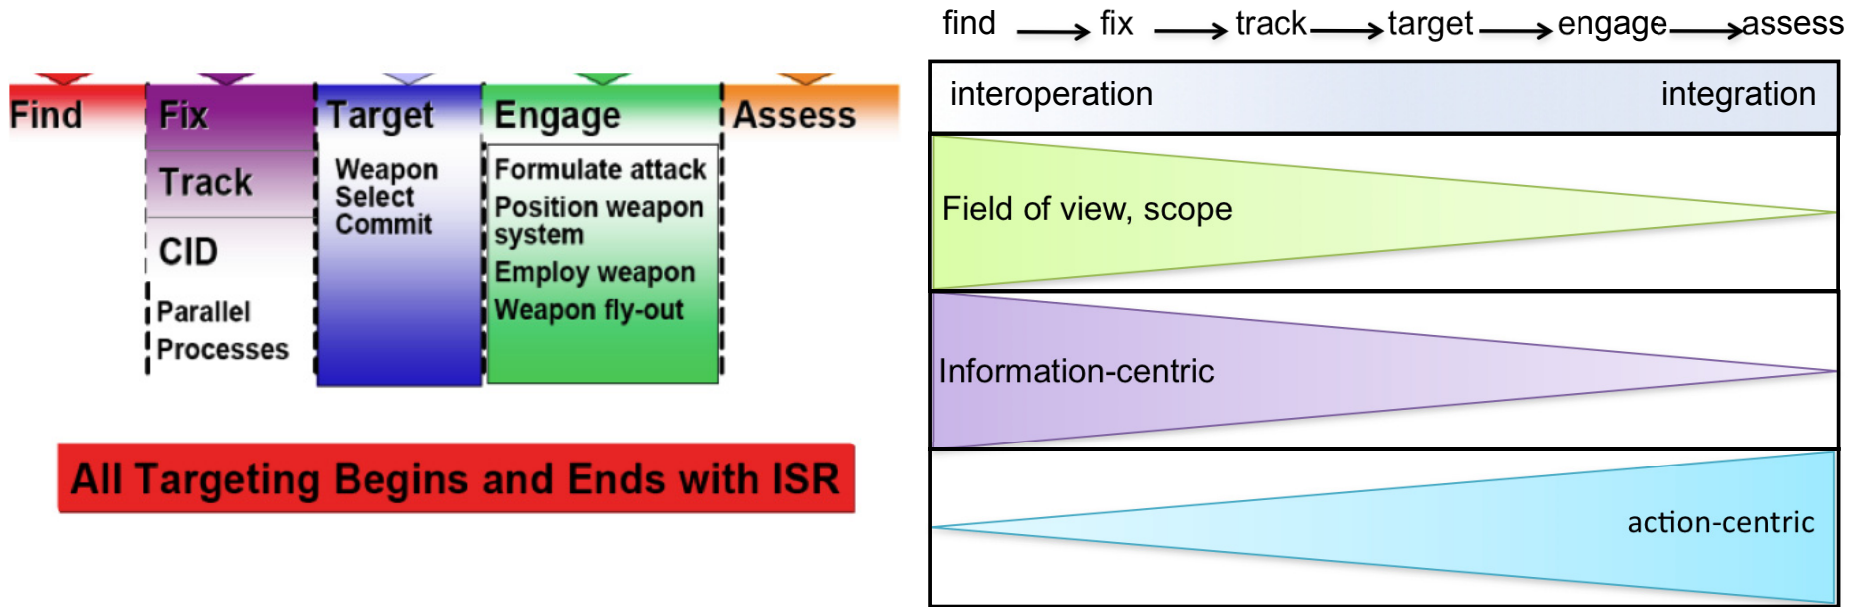 Find
Fix
Track
CID
Parallel
Processes
Target
Weapon
Select
Commit
Engage
Formulate attack
Position weapon
system
Employ weapon
Weapon fly-out
Assess
All Targeting Begins and Ends with ISR
find fix track target engage assess
interoperation integration
Field of view, scope
Information-centric
action-centric